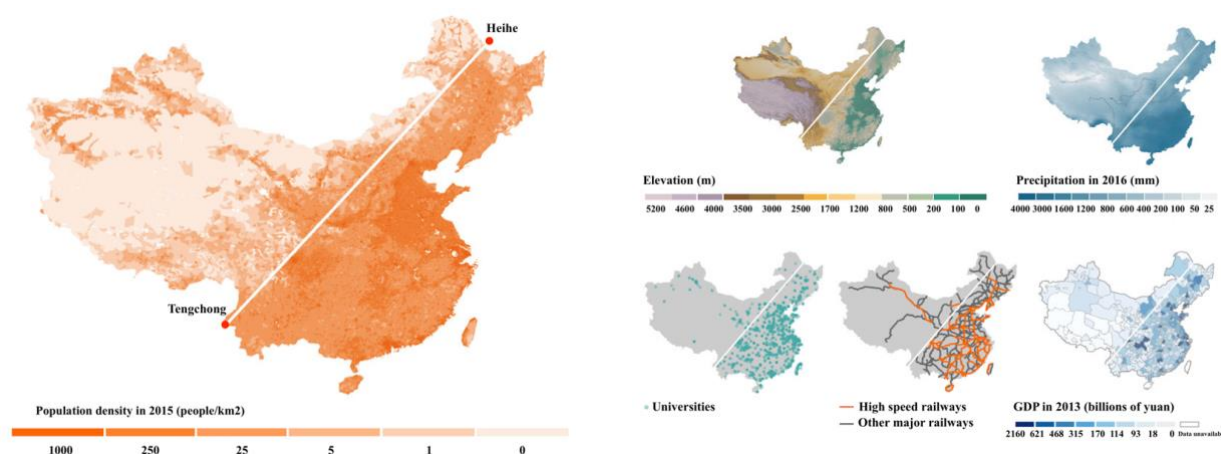 Heihe
Tengchong
Population density in 2015 (people/km2)
1000 250 25 5 1 0
Elevation (m)
5200 4600 4000 3500 3000 2500 1700 1200 800 500 200 100 0
Precipitation in 2016 (mm)
4000 3000 1600 1200 800 600 400 200 100 50 25
Universities
High speed railways
Other major railways
GDP in 2013 (billions of yuan)
2160 621 468 315 170 114 93 18 0 Data unavailable